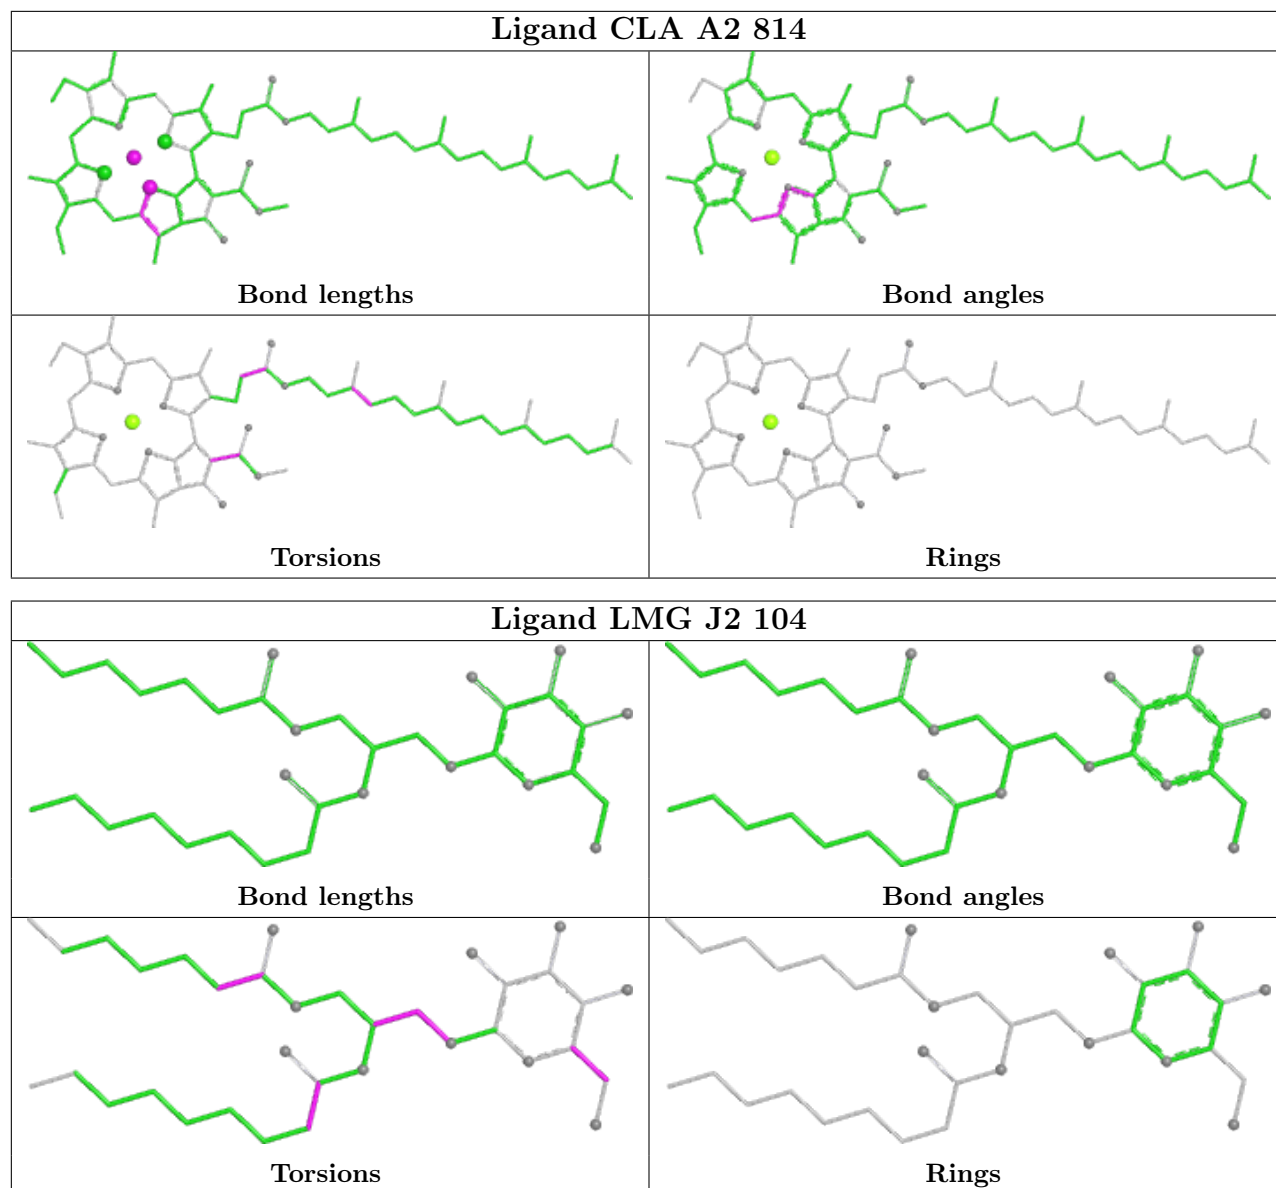 Ligand CLA A2 814
Bond lengths
Bond angles
Torsions
Rings
Ligand LMG J2 104
Bond lengths
Bond angles
Torsions
Rings